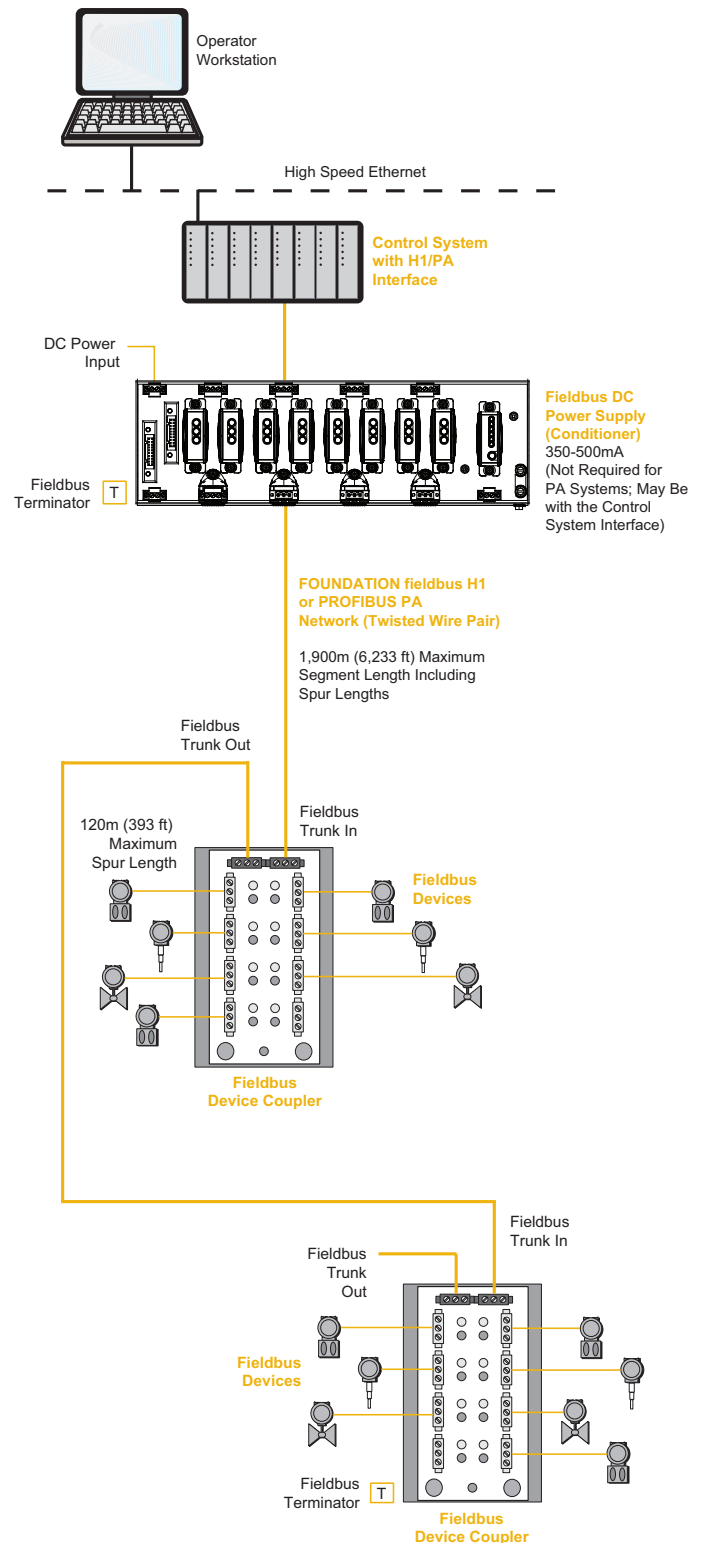 Operator
Workstation
High Speed Ethernet
Control System
with H1/PA
Interface
DC Power
Input
Fieldbus DC
Power Supply
(Conditioner)
350-500mA
(Not Required for
PA Systems; May Be
with the Control
System Interface)
Fieldbus
Terminator
T
FOUNDATION fieldbus H1
or PROFIBUS PA
Network (Twisted Wire Pair)
1,900m (6,233 ft) Maximum
Segment Length Including
Spur Lengths
Fieldbus
Trunk Out
Fieldbus
Trunk In
120m (393 ft)
Maximum
Spur Length
Fieldbus
Devices
Fieldbus
Device Coupler
Fieldbus
Trunk In
Fieldbus
Trunk
Out
Fieldbus
Devices
Fieldbus
Terminator
T
Fieldbus
Device Coupler